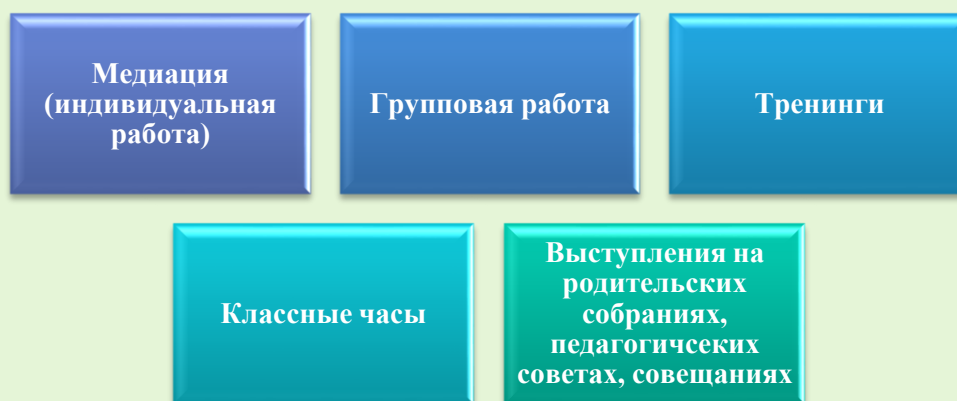 Медиация
(индивидуальная
работа)
Групповая работа
Тренинги
Классные часы
Выступления на
родительских
собраниях,
педагогичсеких
советах, совещаниях